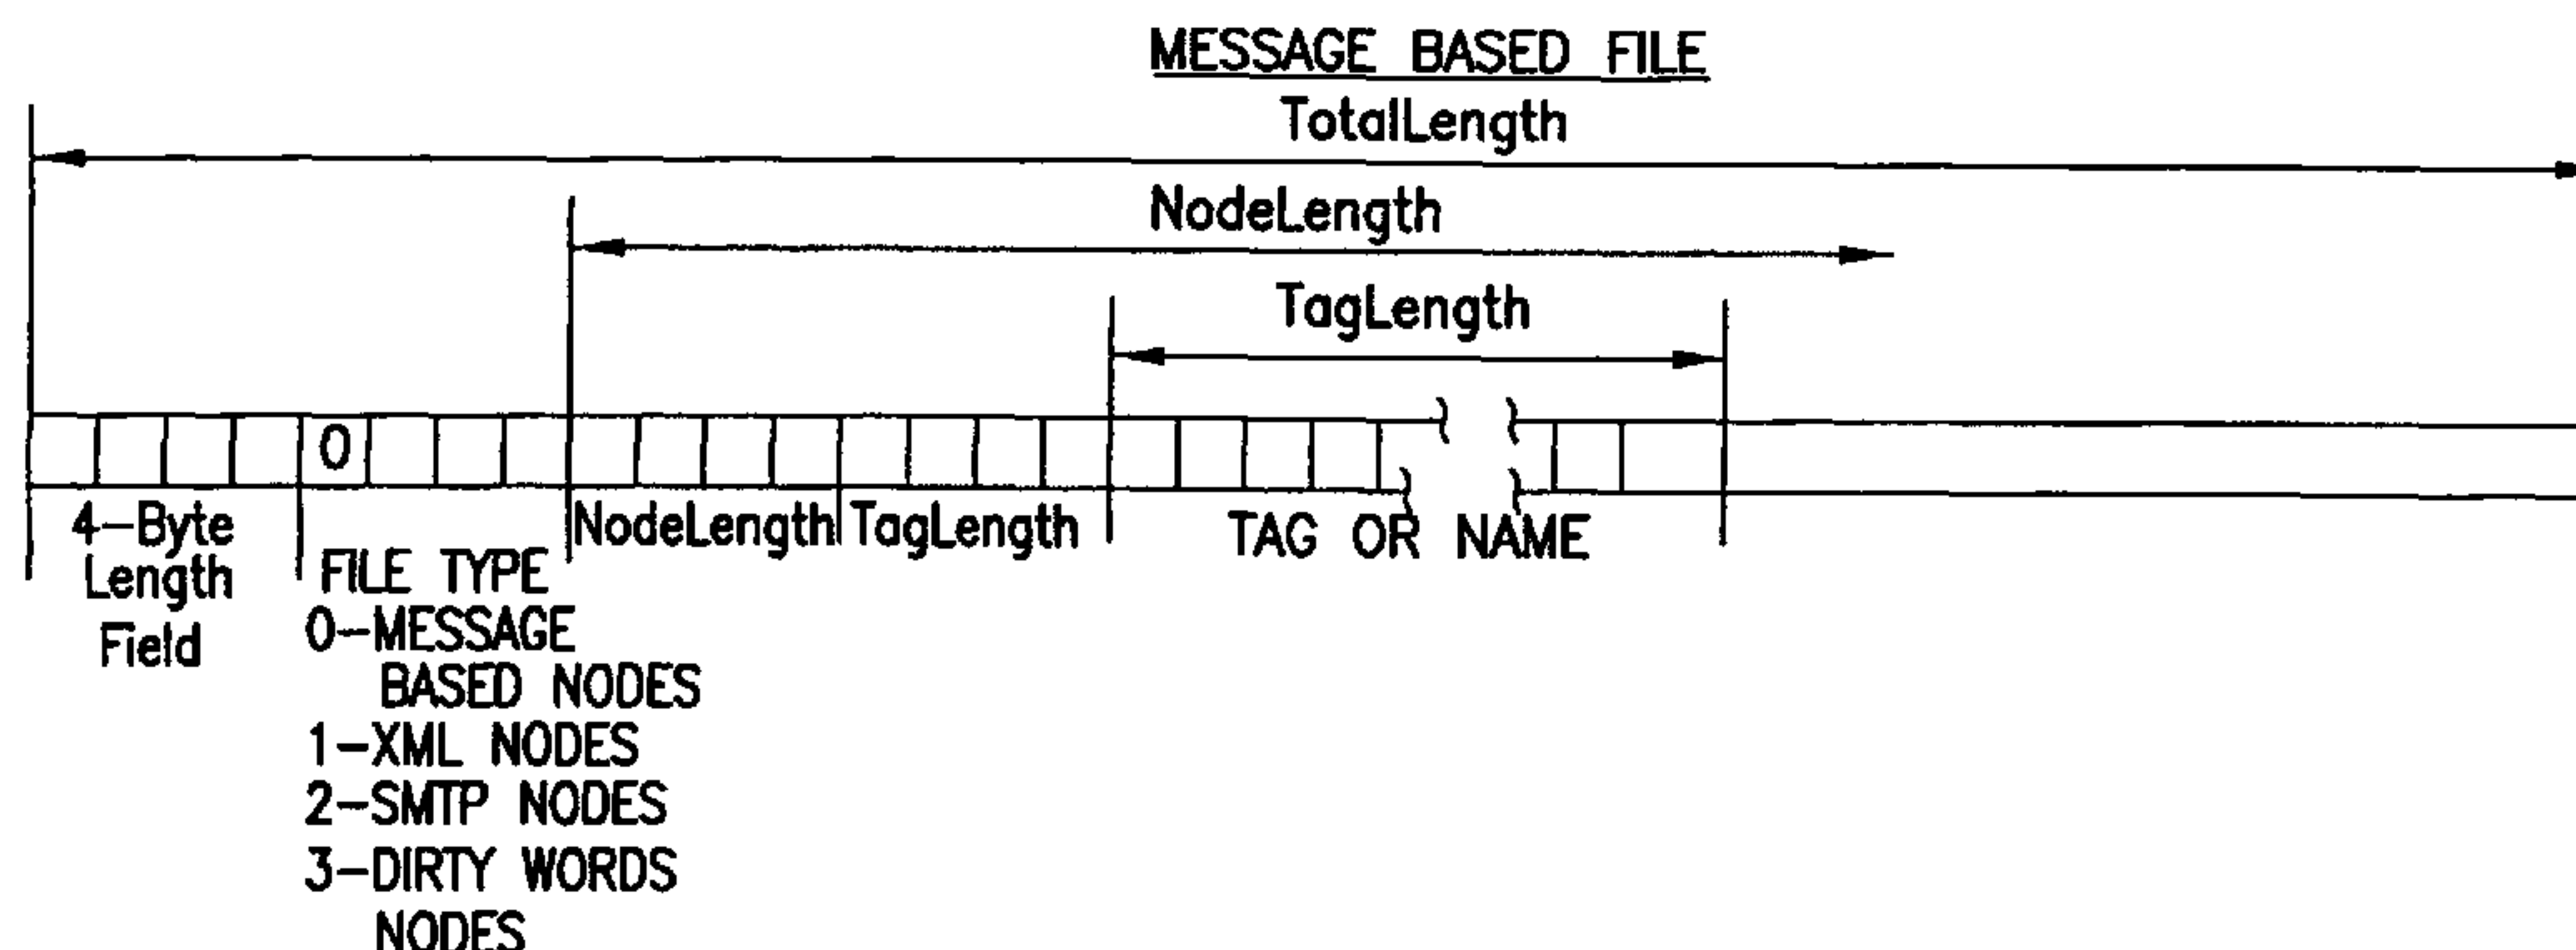 MESSAGE BASED FILE
TotalLength
NodeLength
TagLength
0
4-Byte
Length
Field
FILE TYPE
0-MESSAGE
BASED NODES
1-XML NODES
2-SMTP NODES
3-DIRTY WORDS
NODES
NodeLength
TagLength
TAG OR NAME